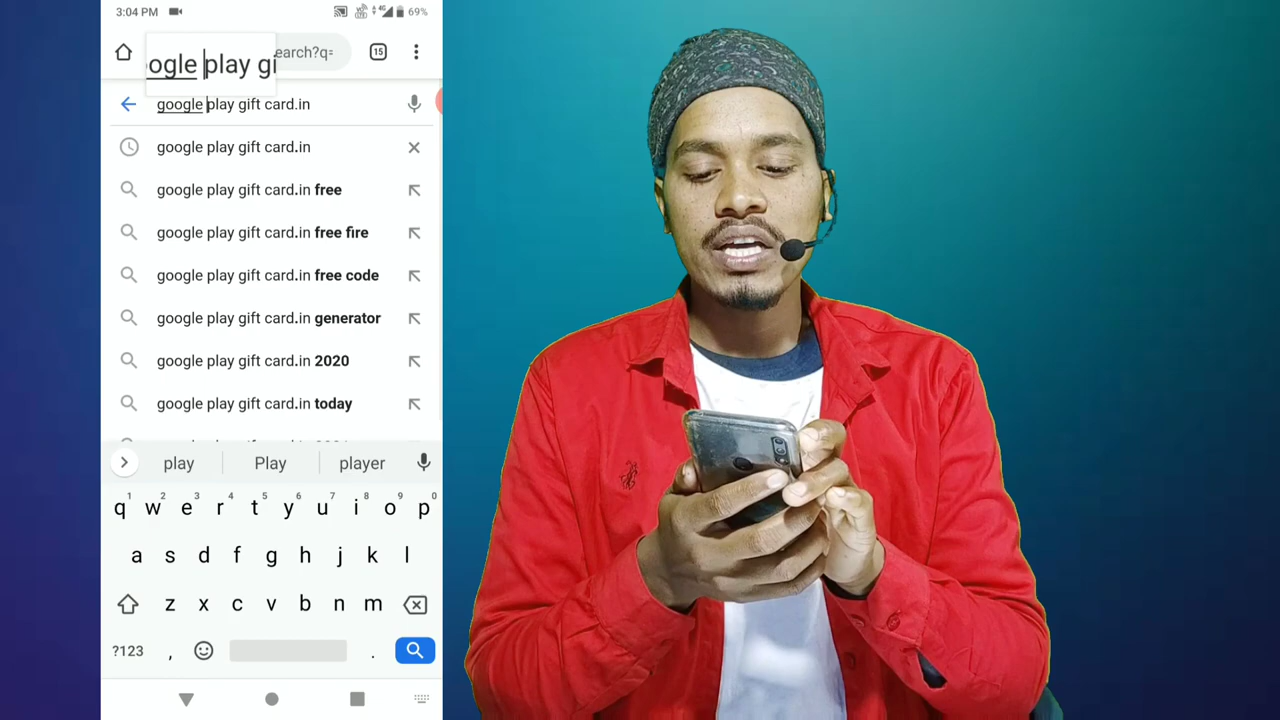 3:04 PM 4G 69%
ogle play gi
earch?q=
15
google play gift card.in
google play gift card.in
google play gift card.in free
google play gift card.in free fire
google play gift card.in free code
google play gift card.in generator
google play gift card.in 2020
google play gift card.in today
play Play player
1 2 3 4 5 6 7 8 9 0
q w e r t y u i o p
a s d f g h j k l
z x c v b n m
?123 , .